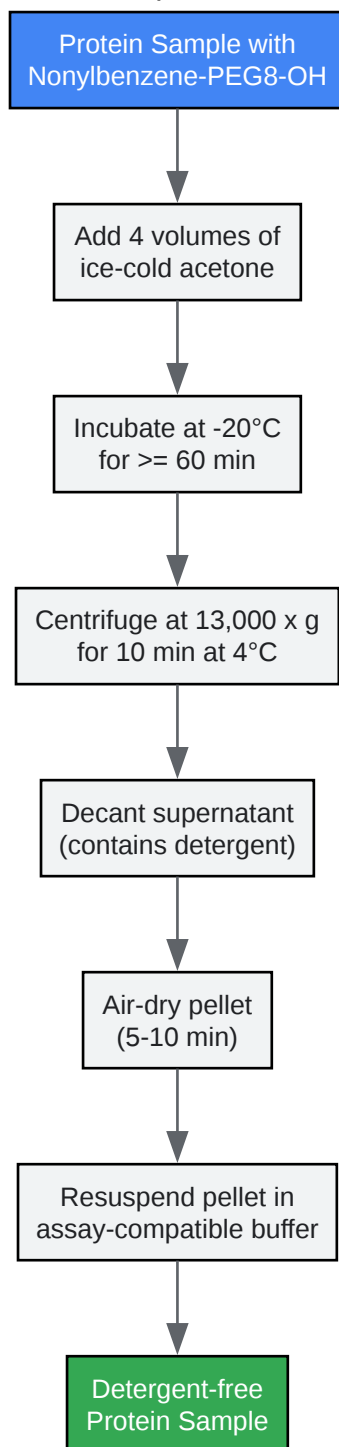 Protein Sample with
Nonylbenzene-PEG8-OH
Add 4 volumes of
ice-cold acetone
Incubate at -20°C
for >= 60 min
Centrifuge at 13,000 x g
for 10 min at 4°C
Decant supernatant
(contains detergent)
Air-dry pellet
(5-10 min)
Resuspend pellet in
assay-compatible buffer
Detergent-free
Protein Sample